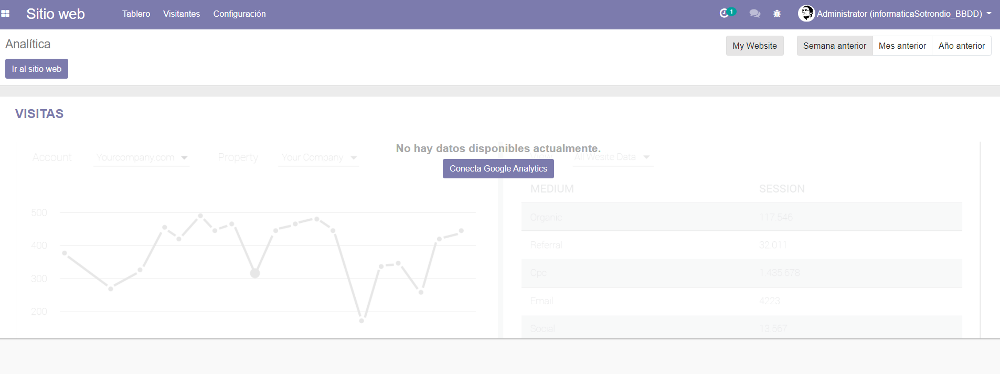 Sitio web Tablero Visitantes Configuración 1 Administrator (informaticaSotrondio_BBDD)
Analítica My Website Semana anterior Mes anterior Año anterior
Ir al sitio web
VISITAS
No hay datos disponibles actualmente.
Account Yourcompany.com Property Your Company View All Wesite Data
Conecta Google Analytics
MEDIUM SESSION
500
Organic 117.546
400
Referral 32.011
300
Cpc 1.435.678
200
Email 4223
Social 13.567